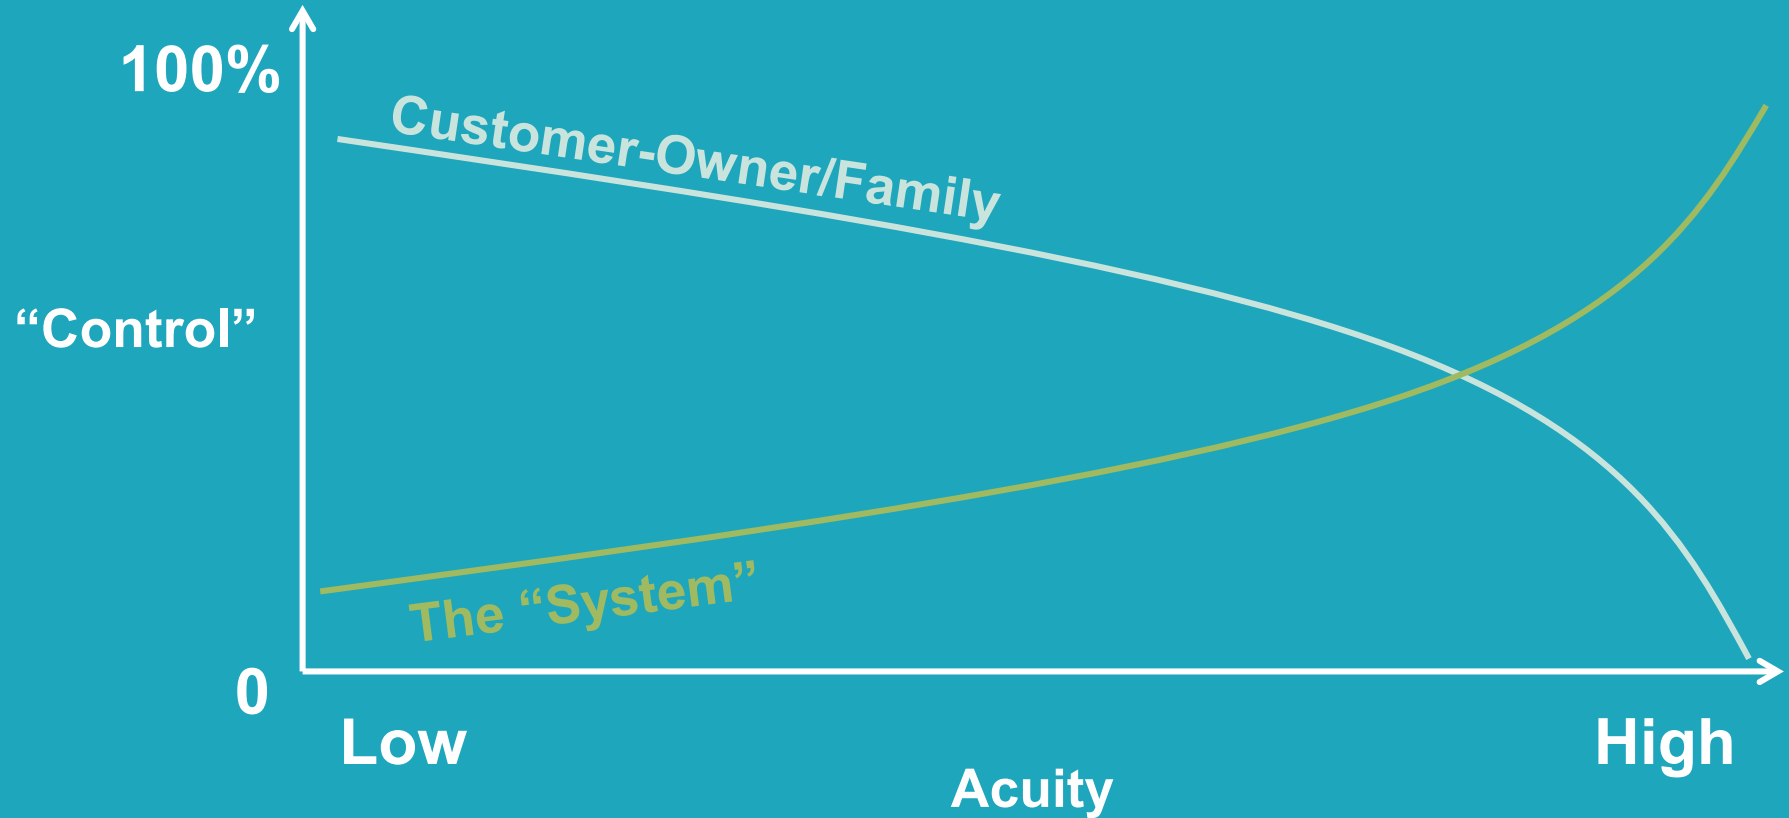 100%
Customer-Owner/Family
“Control”
The “System”
0
Low
High
Acuity